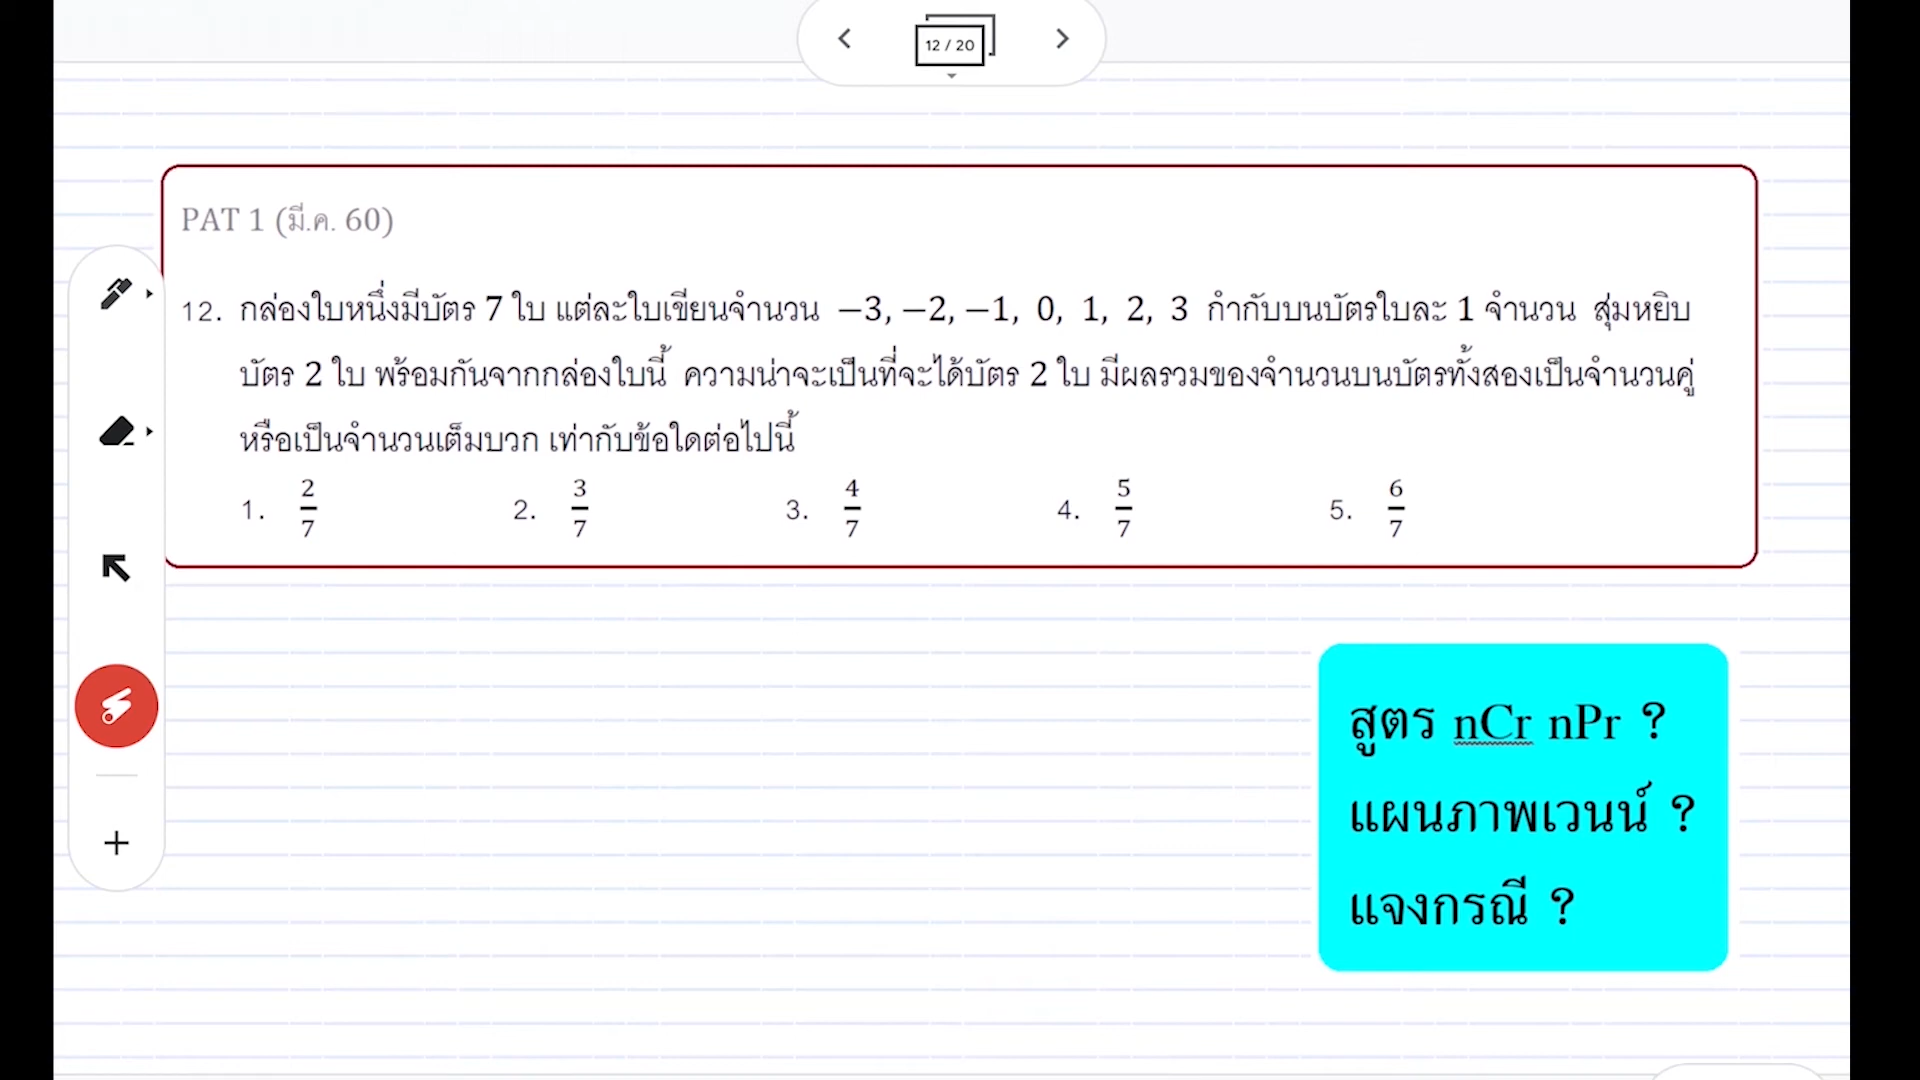 12 / 20
PAT 1 (มี.ค. 60)
12. กล่องใบหนึ่งมีบัตร 7 ใบ แต่ละใบเขียนจำนวน −3, −2, −1, 0, 1, 2, 3 กำกับบนบัตรใบละ 1 จำนวน สุ่มหยิบ
บัตร 2 ใบ พร้อมกันจากกล่องใบนี้ ความน่าจะเป็นที่จะได้บัตร 2 ใบ มีผลรวมของจำนวนบนบัตรทั้งสองเป็นจำนวนคู่
หรือเป็นจำนวนเต็มบวก เท่ากับข้อใดต่อไปนี้
1. 2/7 2. 3/7 3. 4/7 4. 5/7 5. 6/7
สูตร nCr nPr ?
แผนภาพเวนน์ ?
แจงกรณี ?